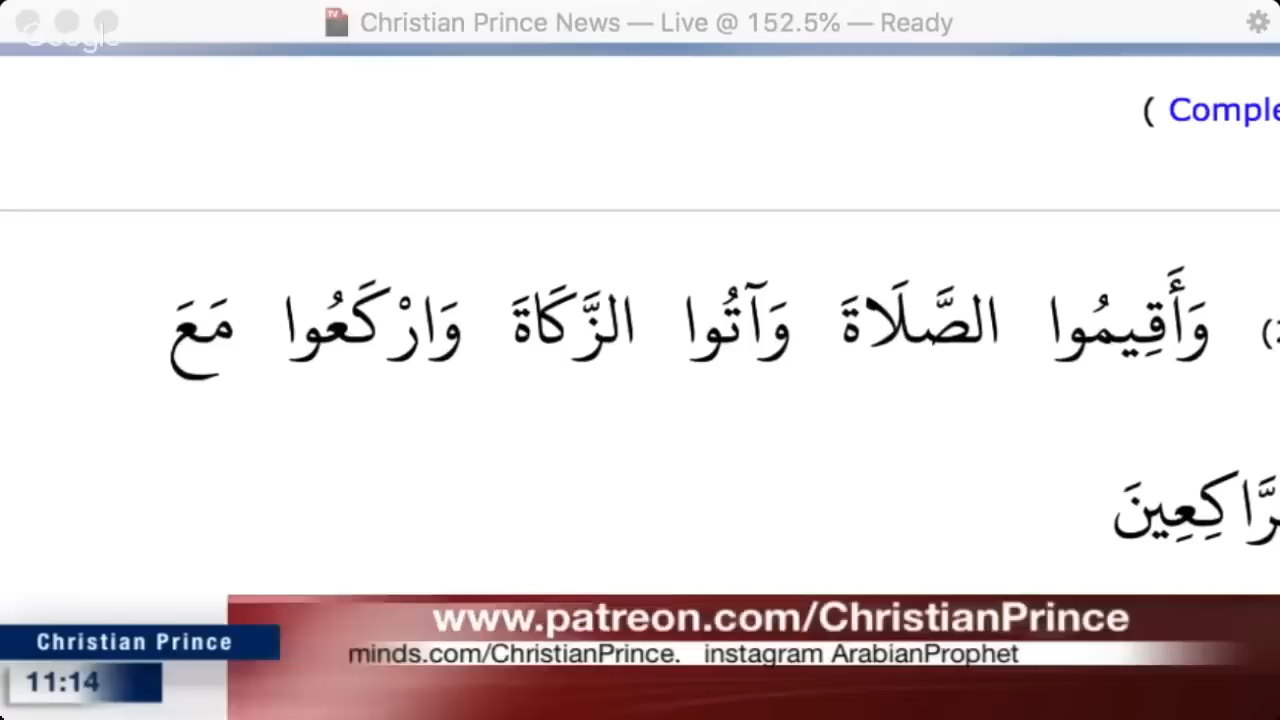 Christian Prince News — Live @ 152.5% — Ready
Google
( Comple
وَأَقِيمُوا الصَّلَاةَ وَآتُوا الزَّكَاةَ وَارْكَعُوا مَعَ
رَّاكِعِينَ
www.patreon.com/ChristianPrince
Christian Prince
minds.com/ChristianPrince. instagram ArabianProphet
11:14